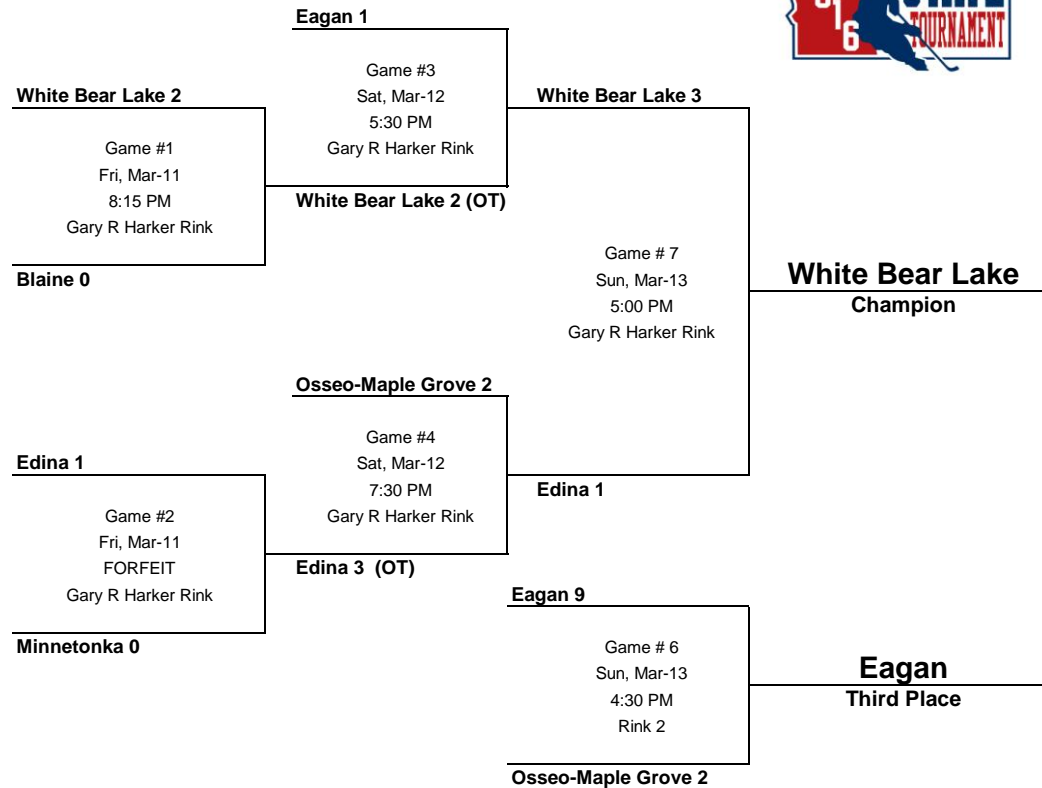 Eagan 1
Game #3
Sat, Mar-12
5:30 PM
Gary R Harker Rink
White Bear Lake 2 (OT)
White Bear Lake 2
Game #1
Fri, Mar-11
8:15 PM
Gary R Harker Rink
Blaine 0
White Bear Lake 3
Game # 7
Sun, Mar-13
5:00 PM
Gary R Harker Rink
Edina 1
White Bear Lake
Champion
Osseo-Maple Grove 2
Game #4
Sat, Mar-12
7:30 PM
Gary R Harker Rink
Edina 3 (OT)
Edina 1
Game #2
Fri, Mar-11
FORFEIT
Gary R Harker Rink
Minnetonka 0
Eagan 9
Game # 6
Sun, Mar-13
4:30 PM
Rink 2
Osseo-Maple Grove 2
Eagan
Third Place
6
TOURNAMENT